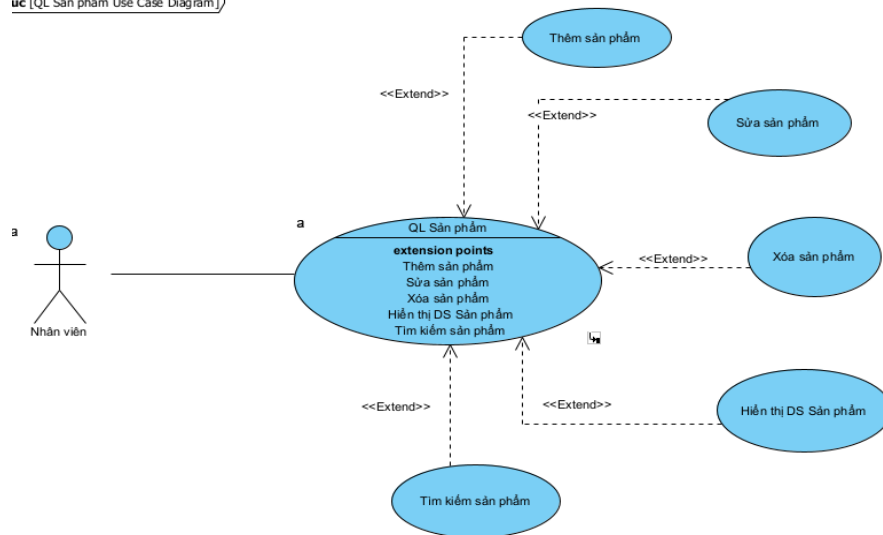 uc [QL Sản phẩm Use Case Diagram]
Thêm sản phẩm
<<Extend>>
<<Extend>>
Sửa sản phẩm
a
a
QL Sản phẩm
extension points
Thêm sản phẩm
Sửa sản phẩm
Xóa sản phẩm
Hiển thị DS Sản phẩm
Tìm kiếm sản phẩm
<<Extend>>
Xóa sản phẩm
Nhân viên
<<Extend>>
<<Extend>>
Hiển thị DS Sản phẩm
Tìm kiếm sản phẩm